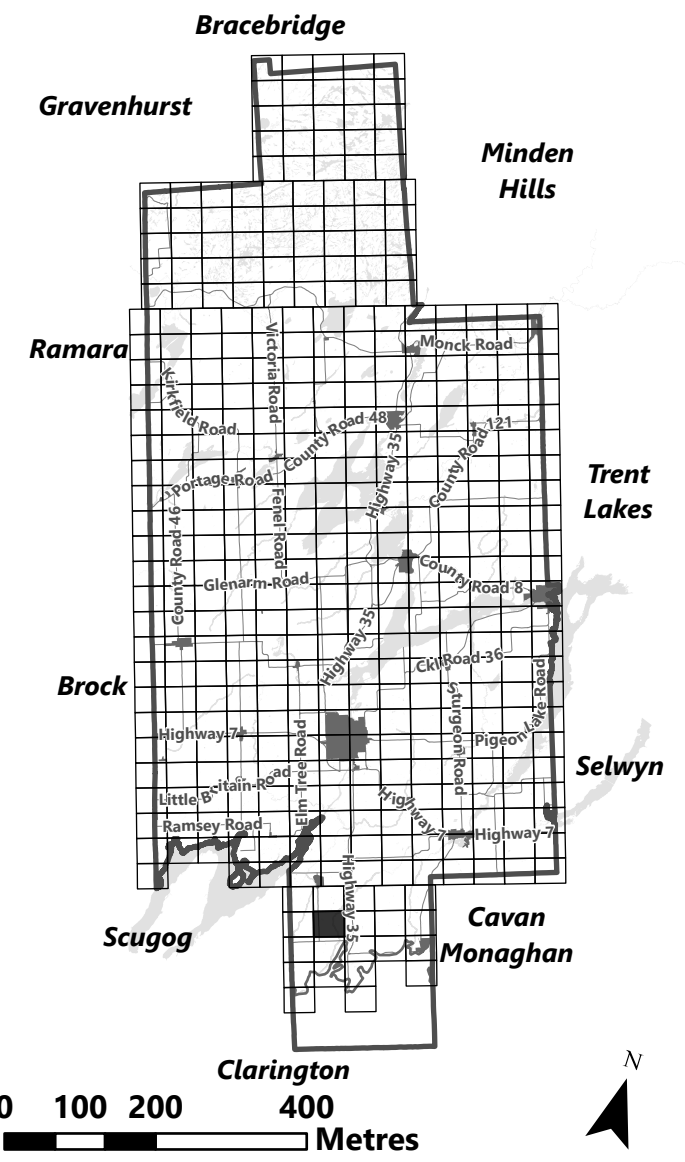 Bracebridge
Gravenhurst
Minden
Hills
Ramara
Monck Road
Victoria Road
Kirkfield Road
County Road 48
County Road 121
Highway 35
Portage Road
Trent
Lakes
Fenel Road
County Road 46
County Road 8
Glenarm Road
Highway 35
Ckl Road 36
Brock
Sturgeon Road
Pigeon Lake Road
Highway 7
Elm Tree Road
Selwyn
Little Britain Road
Highway 7
Ramsey Road
Highway 7
Highway 35
Scugog
Cavan
Monaghan
Clarington
N
0 100 200 400
Metres